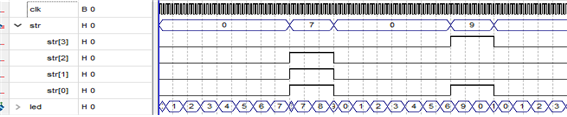 clk B 0
str H 0 0 7 0 9
str[3] H 0
str[2] H 0
str[1] H 0
str[0] H 0
led H 0 1 2 3 4 5 6 7 7 8 0 1 2 3 4 5 6 9 0 0 1 2 3